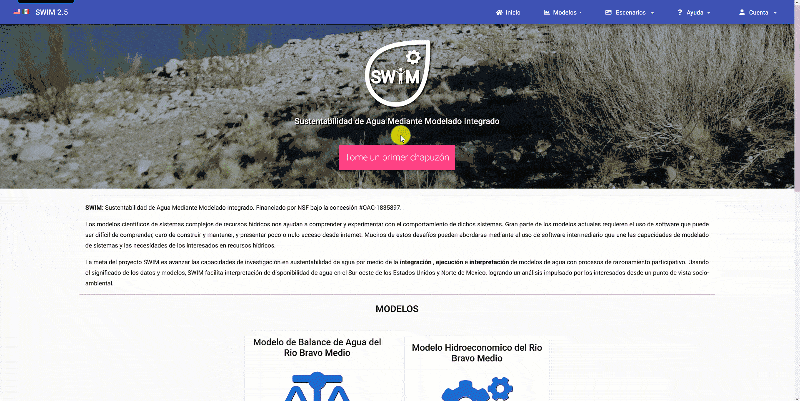 SWIM 2.5
Inicio
Modelos
Escenarios
Ayuda
Cuenta
SWiM
Sustentabilidad de Agua Mediante Modelado Integrado
Tome un primer chapuzón
SWIM: Sustentabilidad de Agua Mediante Modelado Integrado. Financiado por NSF bajo la concesión #OAC-1835897.
Los modelos científicos de sistemas complejos de recursos hídricos nos ayudan a comprender y experimentar con el comportamiento de dichos sistemas. Gran parte de los modelos actuales requieren el uso de software que puede
ser difícil de comprender, caro de construir y mantener, y presentar poco o nulo acceso desde internet. Muchos de estos desafíos pueden abordarse mediante el uso de software intermediario que une las capacidades de modelado
de sistemas y las necesidades de los interesados en recursos hídricos.
La meta del proyecto SWIM es avanzar las capacidades de investigación en sustentabilidad de agua por medio de la integración , ejecución e interpretación de modelos de agua con procesos de razonamiento participativo. Usando
el significado de los datos y modelos, SWIM facilita interpretación de disponibilidad de agua en el Sur oeste de los Estados Unidos y Norte de Mexico, logrando un análisis impulsado por los interesados desde un punto de vista socio-
ambiental.
MODELOS
Modelo de Balance de Agua del
Río Bravo Medio
Modelo Hidroeconomico del Río
Bravo Medio